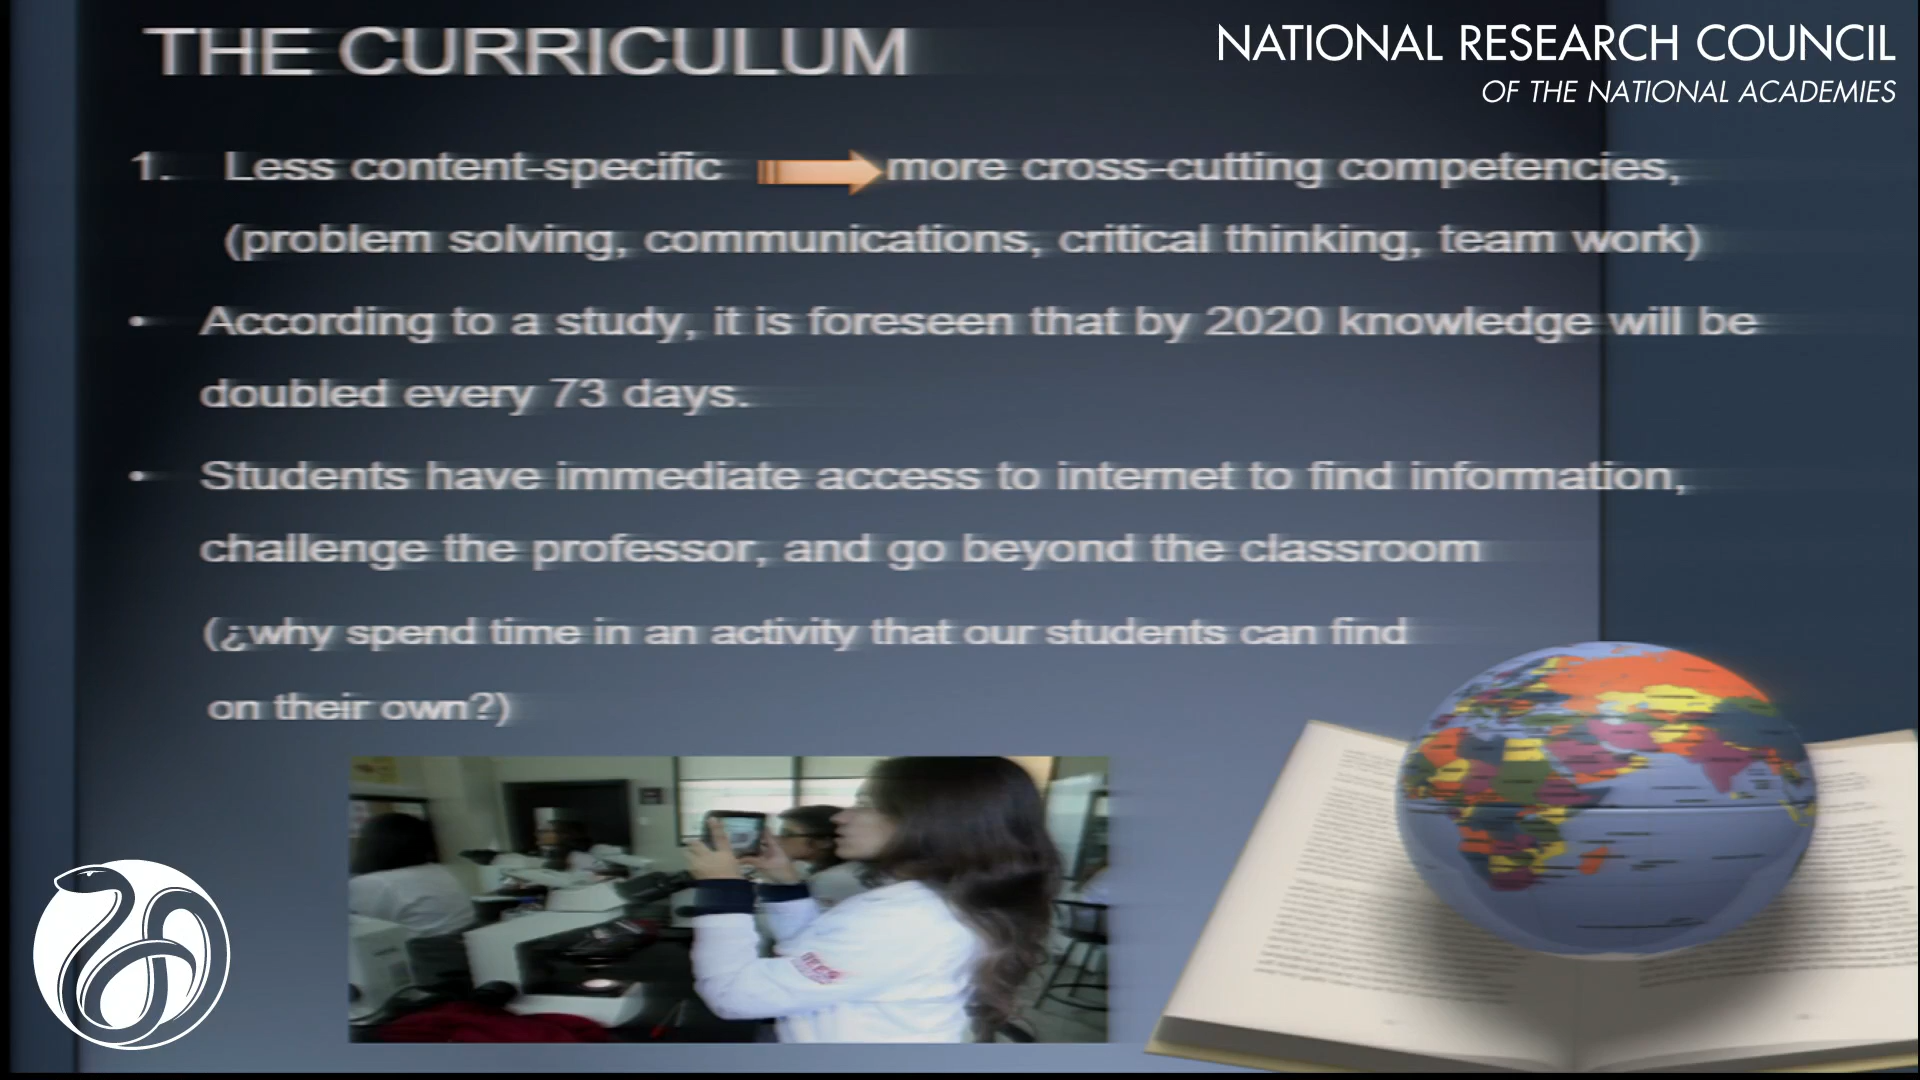 THE CURRICULUM
NATIONAL RESEARCH COUNCIL
OF THE NATIONAL ACADEMIES
1. Less content-specific more cross-cutting competencies,
(problem solving, communications, critical thinking, team work)
• According to a study, it is foreseen that by 2020 knowledge will be
doubled every 73 days.
• Students have immediate access to internet to find information,
challenge the professor, and go beyond the classroom
(¿why spend time in an activity that our students can find
on their own?)